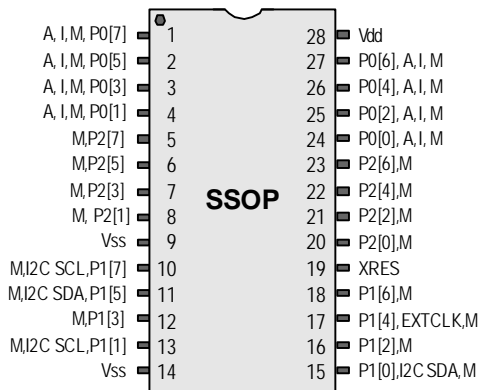 A, I, M, P0[7] 1 28 Vdd
A, I, M, P0[5] 2 27 P0[6], A, I, M
A, I, M, P0[3] 3 26 P0[4], A, I, M
A, I, M, P0[1] 4 25 P0[2], A, I, M
M,P2[7] 5 24 P0[0], A, I, M
M,P2[5] 6 23 P2[6],M
M,P2[3] 7 SSOP 22 P2[4],M
M, P2[1] 8 21 P2[2],M
Vss 9 20 P2[0],M
M,I2C SCL,P1[7] 10 19 XRES
M,I2C SDA,P1[5] 11 18 P1[6],M
M,P1[3] 12 17 P1[4],EXTCLK,M
M,I2C SCL,P1[1] 13 16 P1[2],M
Vss 14 15 P1[0],I2C SDA, M